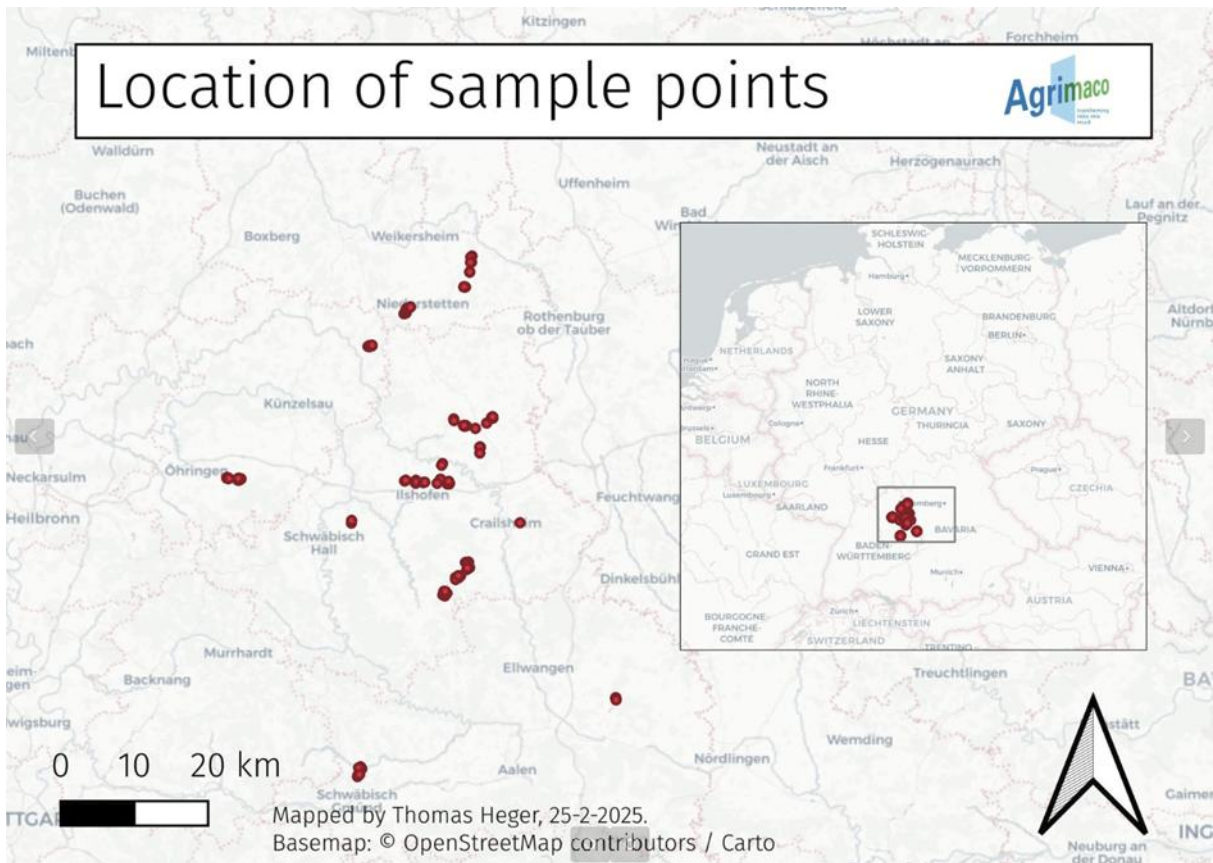 Kitzingen
Forchheim
Location of sample points
Agrimaco
Walldürn
Neustadt an
der Aisch
Herzogenaurach
Buchen
(Odenwald)
Uffenheim
Lauf an der
Pegnitz
Bad
Boxberg
Weikersheim
SCHLESWIG-
HOLSTEIN
MECKLENBURG-
VORPOMMERN
Hamburg
Niederstetten
Rothenburg
ob der Tauber
LOWER
SAXONY
BRANDENBURG
BERLIN
NETHERLANDS
SAXONY-
ANHALT
NORTH
RHINE-
WESTPHALIA
Künzelsau
GERMANY
THURINGIA
SAXONY
Cologne
BELGIUM
HESSE
Öhringen
Neckarsulm
Frankfurt
Prague
CZECHIA
Ilshofen
Feuchtwang
LUXEMBOURG
Luxembourg
SAARLAND
Heilbronn
Crailsheim
Schwäbisch
Hall
BAVARIA
BADEN-
WÜRTTEMBERG
GRAND EST
Munich
VIENNA
Dinkelsbühl
AUSTRIA
BOURGOGNE-
FRANCHE-
COMTÉ
Zürich
LIECHTENSTEIN
SWITZERLAND
TRENTINO-
Murrhardt
Backnang
Ellwangen
Treuchtlingen
Wemding
Nördlingen
Aalen
0 10 20 km
Schwäbisch
Gmünd
Mapped by Thomas Heger, 25-2-2025.
Basemap: © OpenStreetMap contributors / Carto
Neuburg an
der Donau